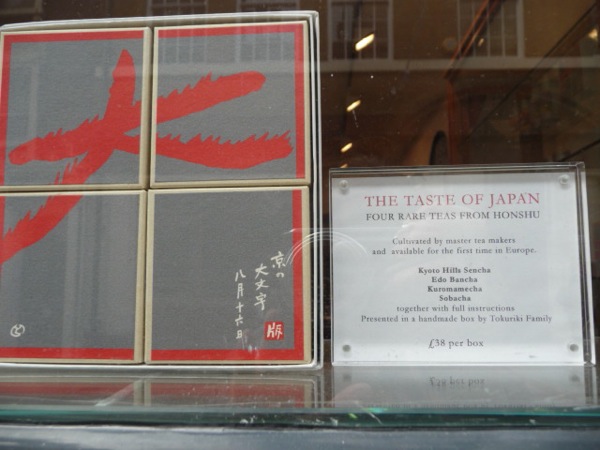 京の
大文字
八月十六日
版
THE TASTE OF JAPAN
FOUR RARE TEAS FROM HONSHU
Cultivated by master tea makers
and available for the first time in Europe.
Kyoto Hills Sencha
Edo Bancha
Kuromamecha
Sobacha
together with full instructions
Presented in a handmade box by Tokuriki Family
£38 per box